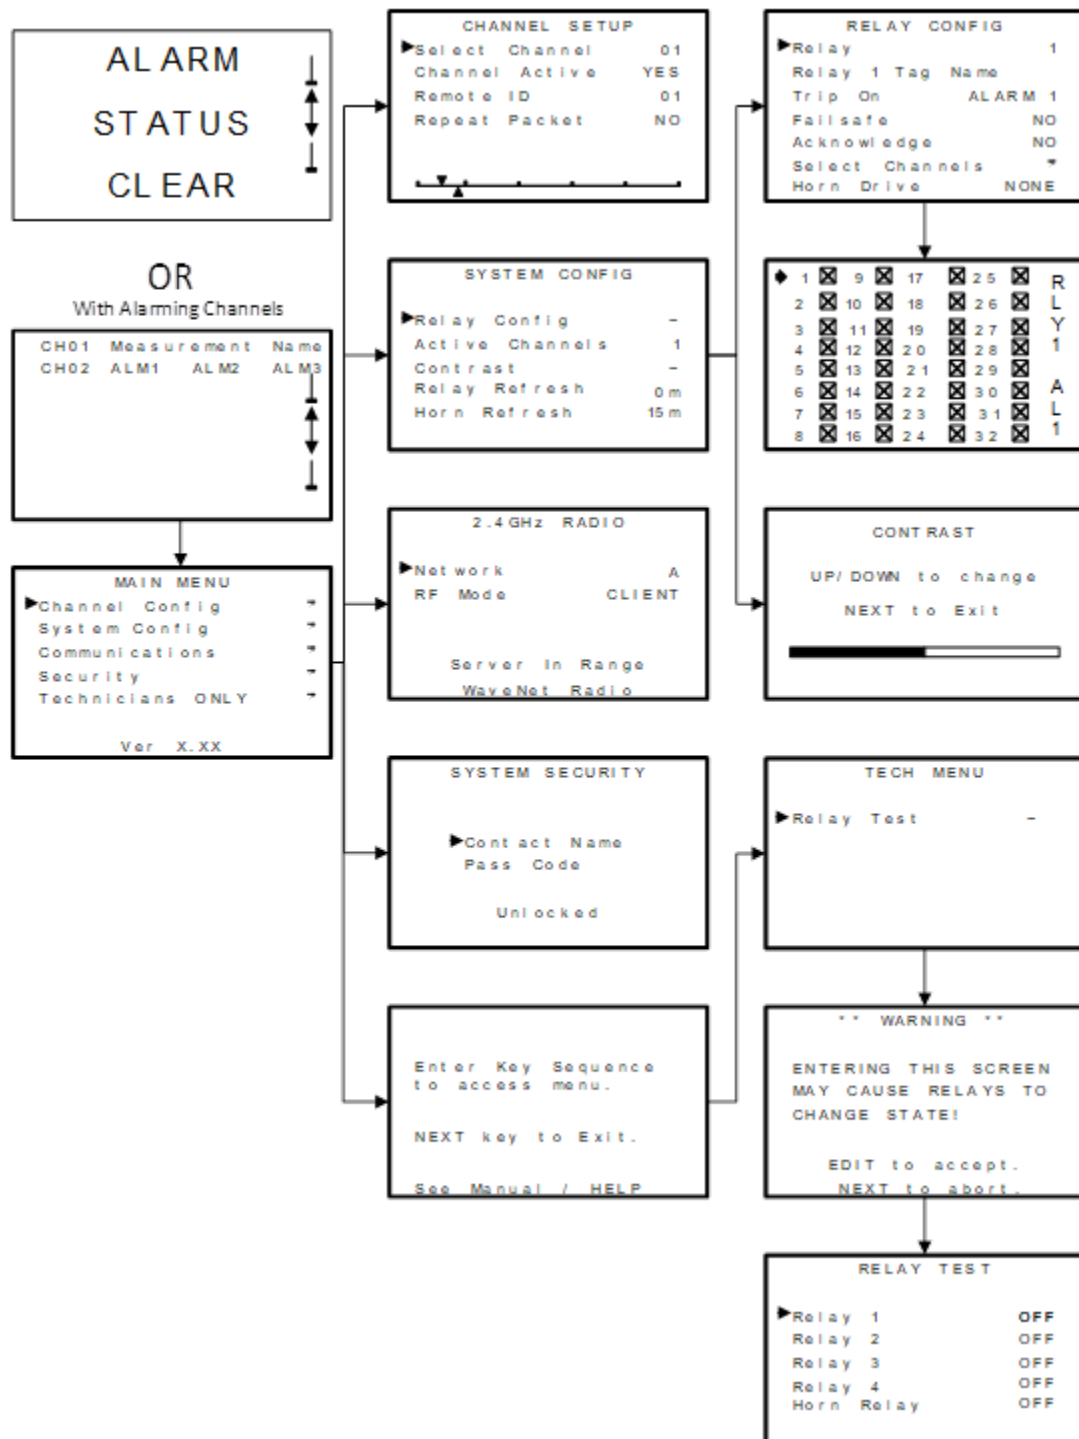 ALARM
STATUS
CLEAR
OR
With Alarming Channels
CH01 Measurement Name
CH02 ALM1 ALM2 ALM3
MAIN MENU
Channel Config
System Config
Communications
Security
Technicians ONLY
Ver X.XX
CHANNEL SETUP
Select Channel 01
Channel Active YES
Remote ID 01
Repeat Packet NO
SYSTEM CONFIG
Relay Config –
Active Channels 1
Contrast –
Relay Refresh 0m
Horn Refresh 15m
2.4GHz RADIO
Network A
RF Mode CLIENT
Server In Range
WaveNet Radio
SYSTEM SECURITY
Contact Name
Pass Code
Unlocked
Enter Key Sequence
to access menu.
NEXT key to Exit.
See Manual / HELP
RELAY CONFIG
Relay 1
Relay 1 Tag Name
Trip On ALARM 1
Failsafe NO
Acknowledge NO
Select Channels
Horn Drive NONE
1 9 17 25
2 10 18 26
3 11 19 27
4 12 20 28
5 13 21 29
6 14 22 30
7 15 23 31
8 16 24 32
RLY1 AL1
CONTRAST
UP/DOWN to change
NEXT to Exit
TECH MENU
Relay Test –
** WARNING **
ENTERING THIS SCREEN
MAY CAUSE RELAYS TO
CHANGE STATE!
EDIT to accept.
NEXT to abort.
RELAY TEST
Relay 1 OFF
Relay 2 OFF
Relay 3 OFF
Relay 4 OFF
Horn Relay OFF